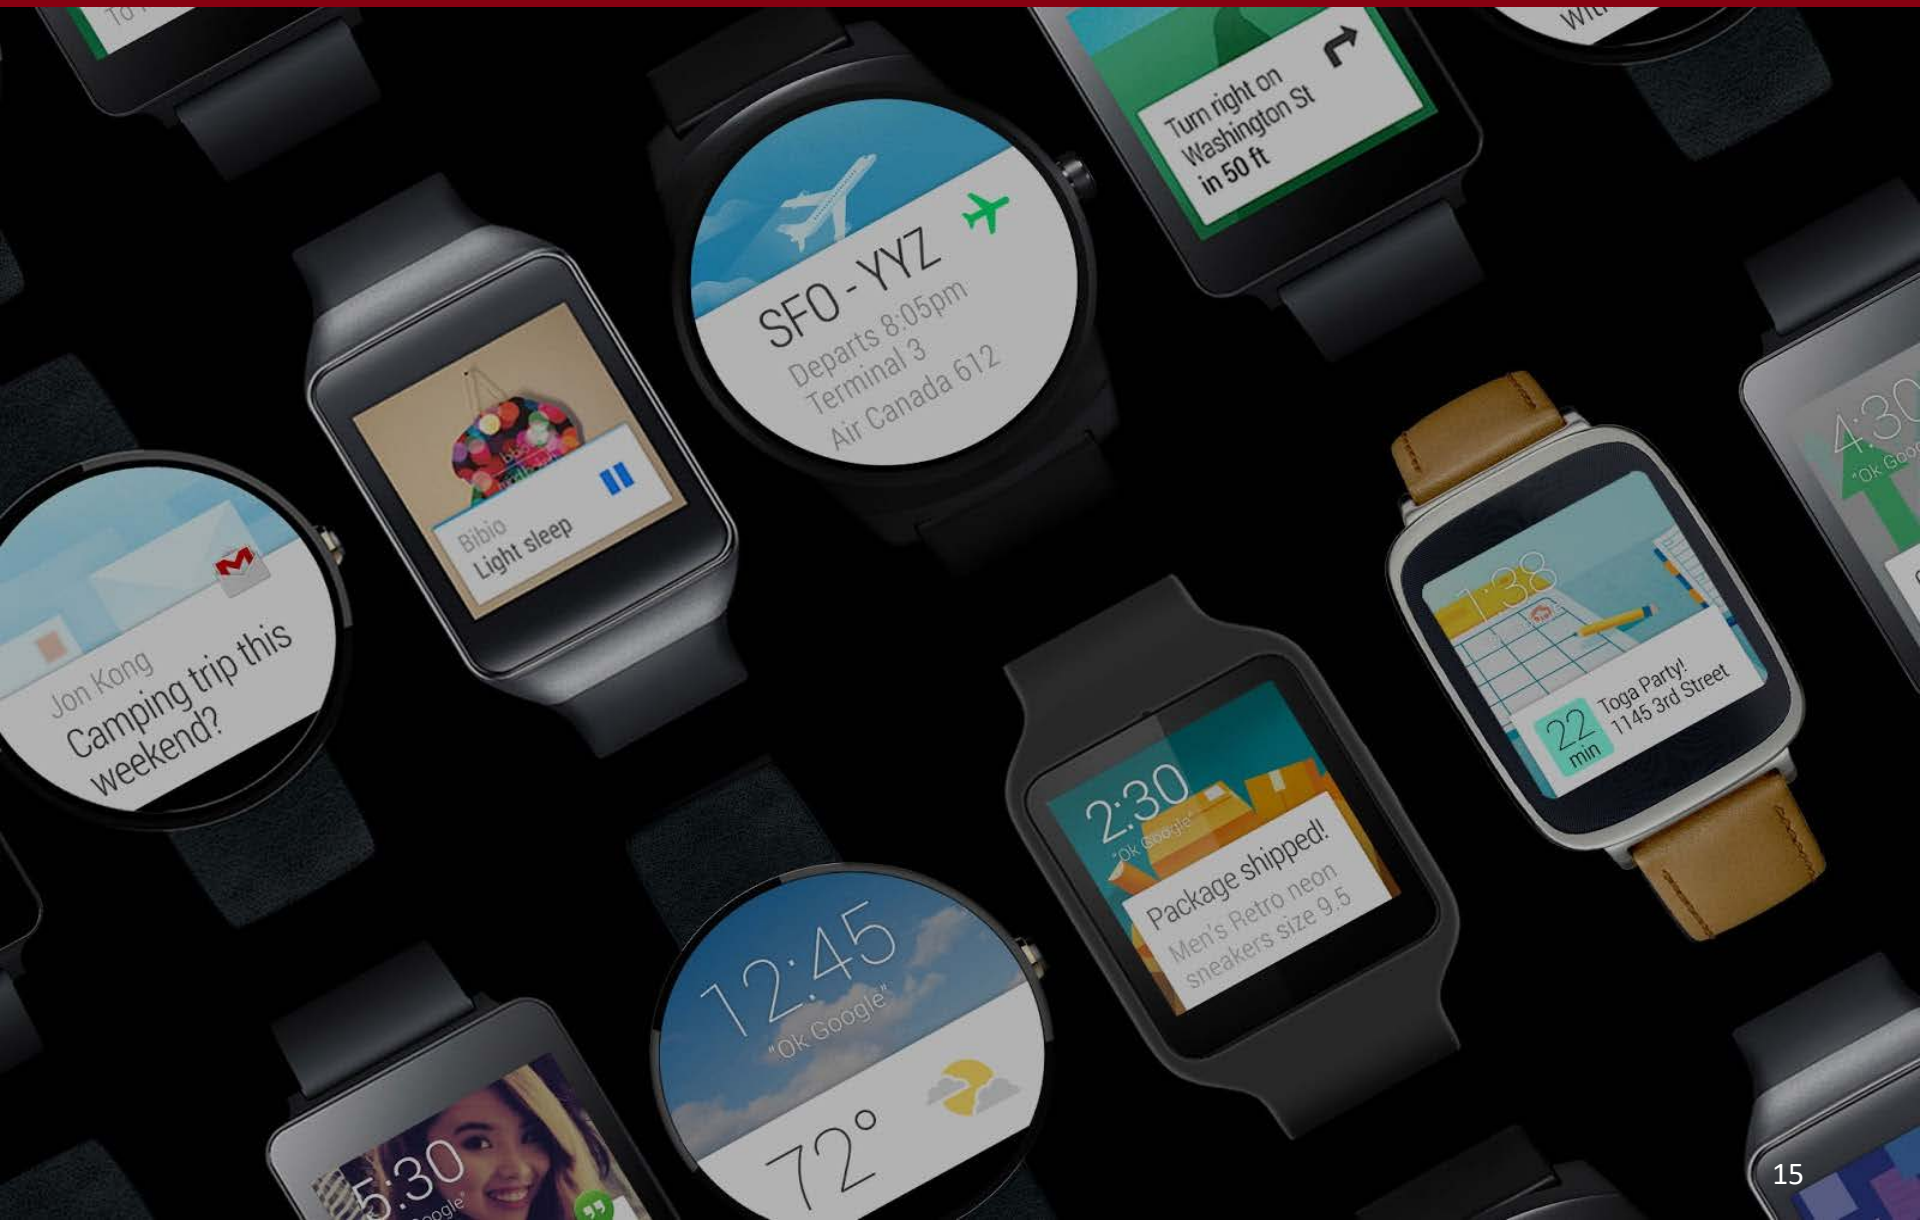 Turn right on
Washington St
in 50 ft
SFO - YYZ
Departs 8:05pm
Terminal 3
Air Canada 612
Bibio
Light sleep
4:30
Jon Kong
Camping trip this
weekend?
1:38
22
min
Toga Party!
1145 3rd Street
2:30
"Ok Google"
Package shipped!
Men's Retro neon
sneakers size 9.5
12:45
"Ok Google"
72°
5:30
15